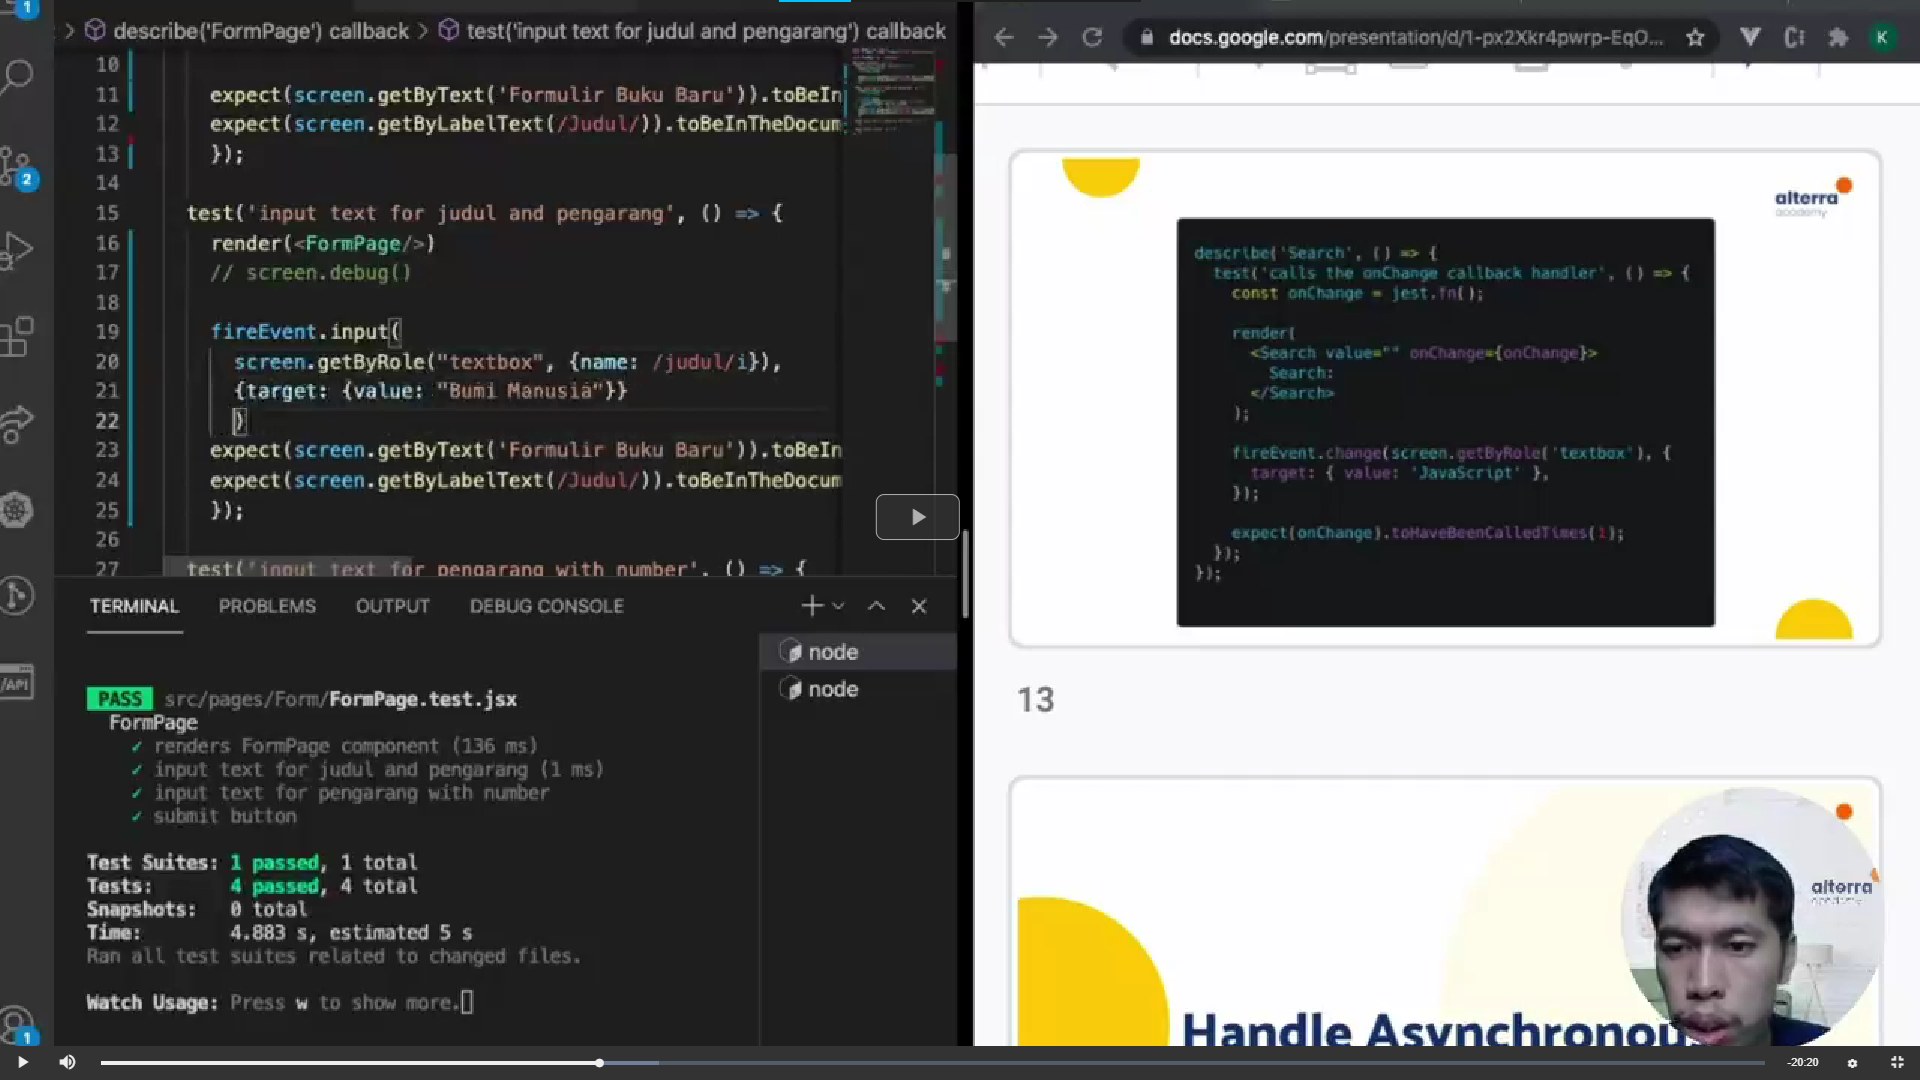 1
describe('FormPage') callback > test('input text for judul and pengarang') callback
10
11 expect(screen.getByText('Formulir Buku Baru')).toBeIn
12 expect(screen.getByLabelText(/Judul/)).toBeInTheDocum
13 });
14
15 test('input text for judul and pengarang', () => {
16 render(<FormPage/>)
17 // screen.debug()
18
19 fireEvent.input(
20 screen.getByRole("textbox", {name: /judul/i}),
21 {target: {value: "Bumi Manusia"}}
22 )
23 expect(screen.getByText('Formulir Buku Baru')).toBeIn
24 expect(screen.getByLabelText(/Judul/)).toBeInTheDocum
25 });
26
27 test('input text for pengarang with number', () => {
2
/API
1
TERMINAL PROBLEMS OUTPUT DEBUG CONSOLE
node
node
PASS src/pages/Form/FormPage.test.jsx
FormPage
✓ renders FormPage component (136 ms)
✓ input text for judul and pengarang (1 ms)
✓ input text for pengarang with number
✓ submit button
Test Suites: 1 passed, 1 total
Tests: 4 passed, 4 total
Snapshots: 0 total
Time: 4.883 s, estimated 5 s
Ran all test suites related to changed files.
Watch Usage: Press w to show more.
docs.google.com/presentation/d/1-px2Xkr4pwrp-EqO...
K
alterra
academy
describe('Search', () => {
test('calls the onChange callback handler', () => {
const onChange = jest.fn();
render(
<Search value="" onChange={onChange}>
Search:
</Search>
);
fireEvent.change(screen.getByRole('textbox'), {
target: { value: 'JavaScript' },
});
expect(onChange).toHaveBeenCalledTimes(1);
});
});
13
alterra
academy
Handle Asynchronou
-20:20